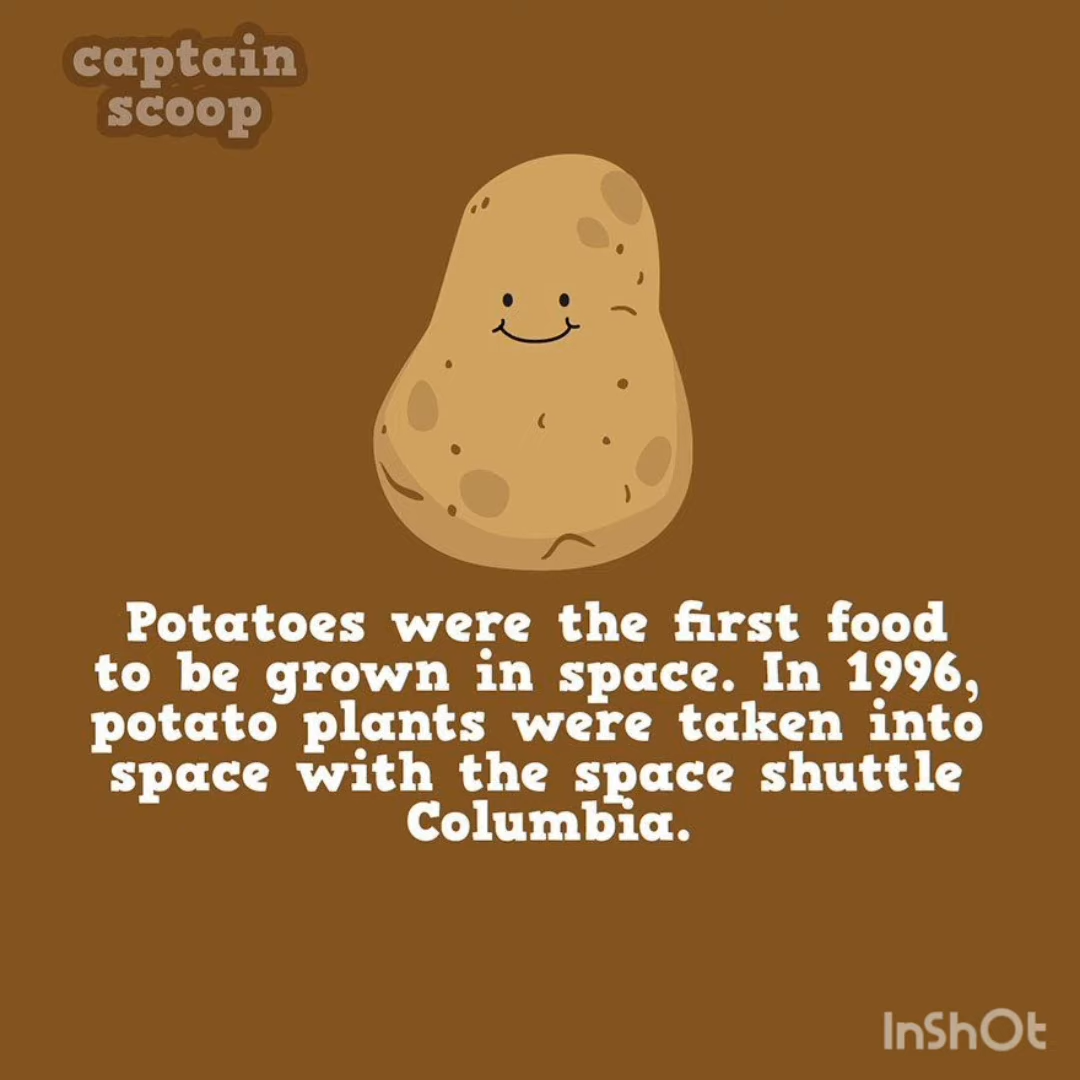 captain
scoop
Potatoes were the first food
to be grown in space. In 1996,
potato plants were taken into
space with the space shuttle
Columbia.
InShOt